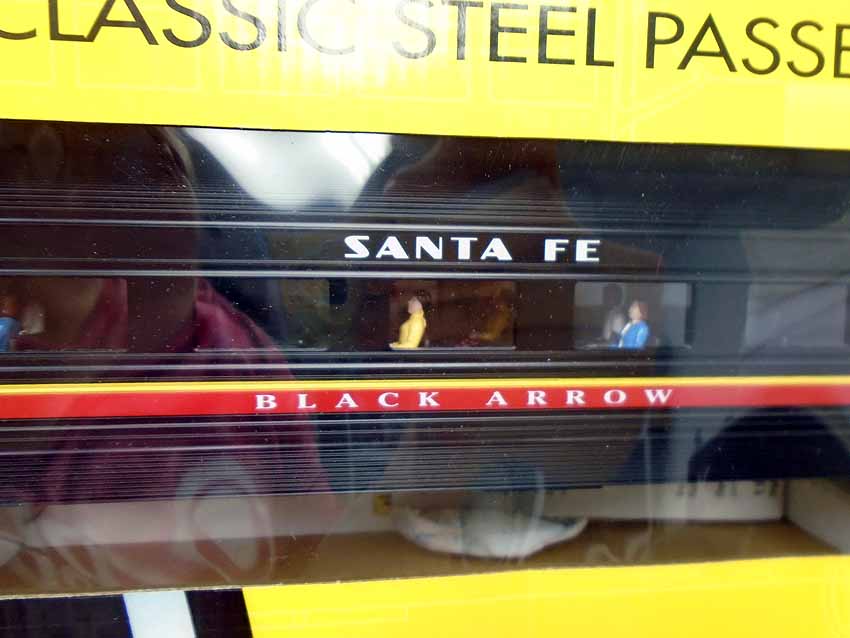 CLASSIC STEEL PASSE
SANTA FE
BLACK ARROW